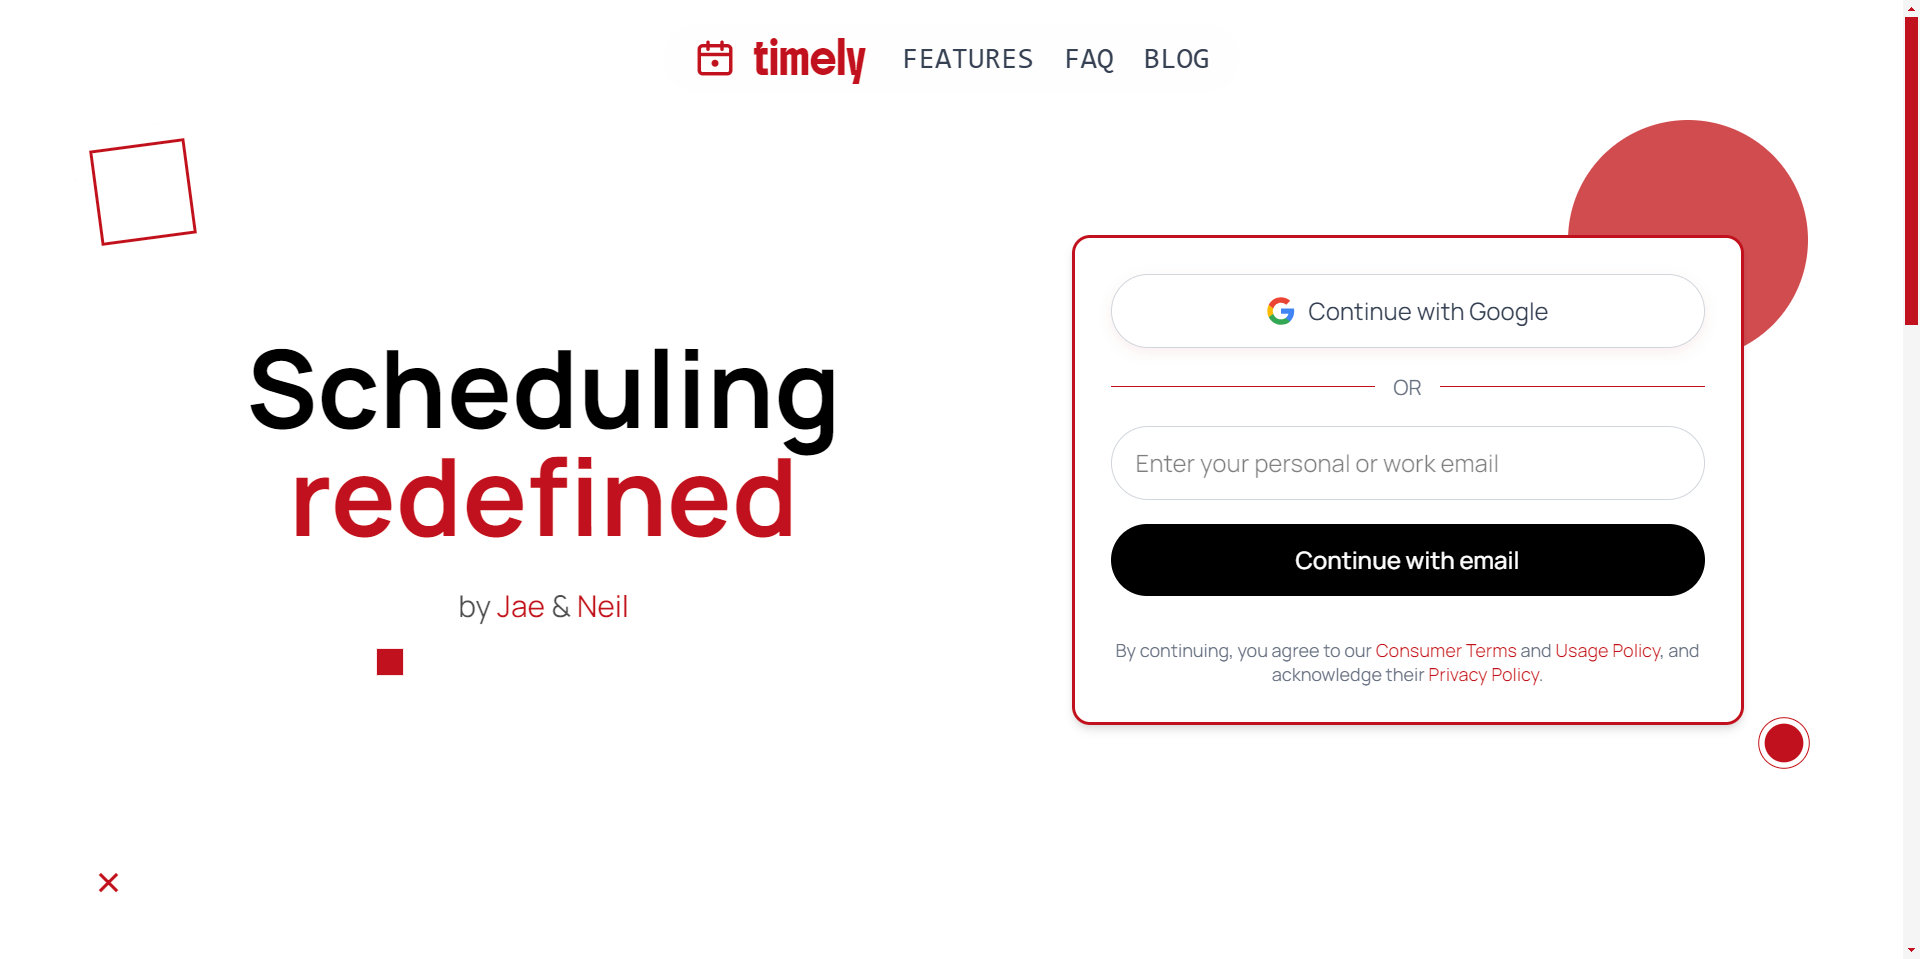 timely
FEATURES
FAQ
BLOG
Scheduling
redefined
by Jae & Neil
Continue with Google
OR
Enter your personal or work email
Continue with email
By continuing, you agree to our Consumer Terms and Usage Policy, and
acknowledge their Privacy Policy.